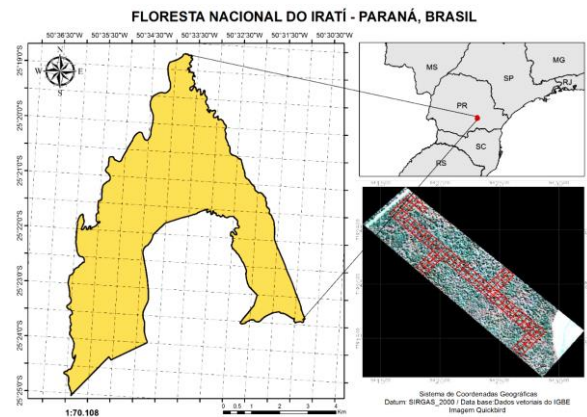 FLORESTA NACIONAL DO IRATÍ - PARANÁ, BRASIL
50°36'30"W 50°35'30"W 50°34'30"W 50°33'30"W 50°32'30"W 50°31'30"W 50°30'30"W
25°19'0"S
25°20'0"S
25°21'0"S
25°22'0"S
25°23'0"S
25°24'0"S
25°25'0"S
N
W E
S
MS
SP
MG
RJ
PR
SC
RS
1:70.108
0 0,5 1 2 3 4
Km
Sistema de Coordenadas Geográficas
Datum: SIRGAS_2000 / Data base:Dados vetoriais do IGBE
Imagem Quickbird